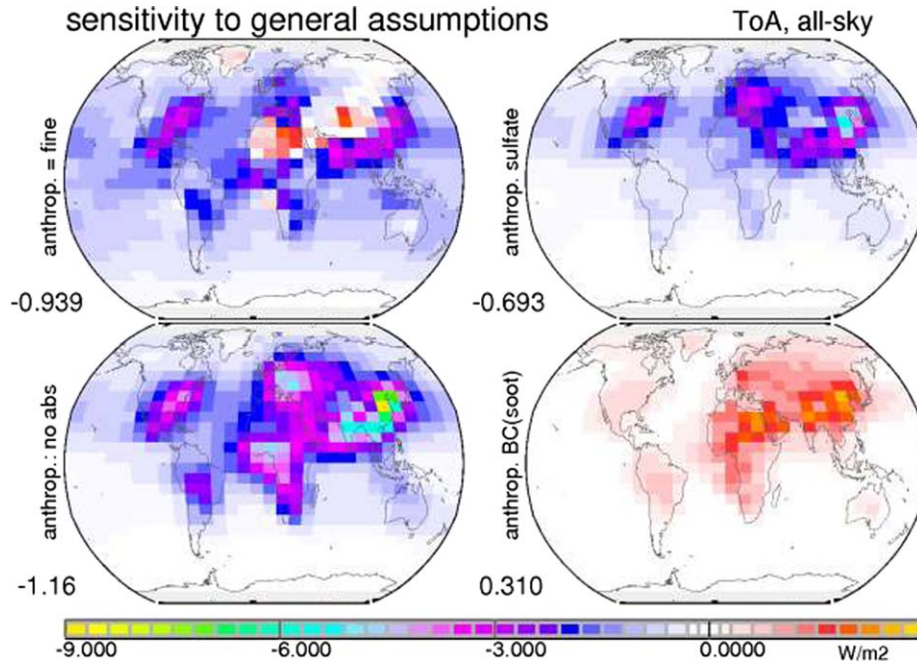 sensitivity to general assumptions
ToA, all-sky
anthrop. = fine
-0.939
anthrop. sulfate
-0.693
anthrop.: no abs
-1.16
anthrop. BC(soot)
0.310
-9.000 -6.000 -3.000 0.0000 W/m2